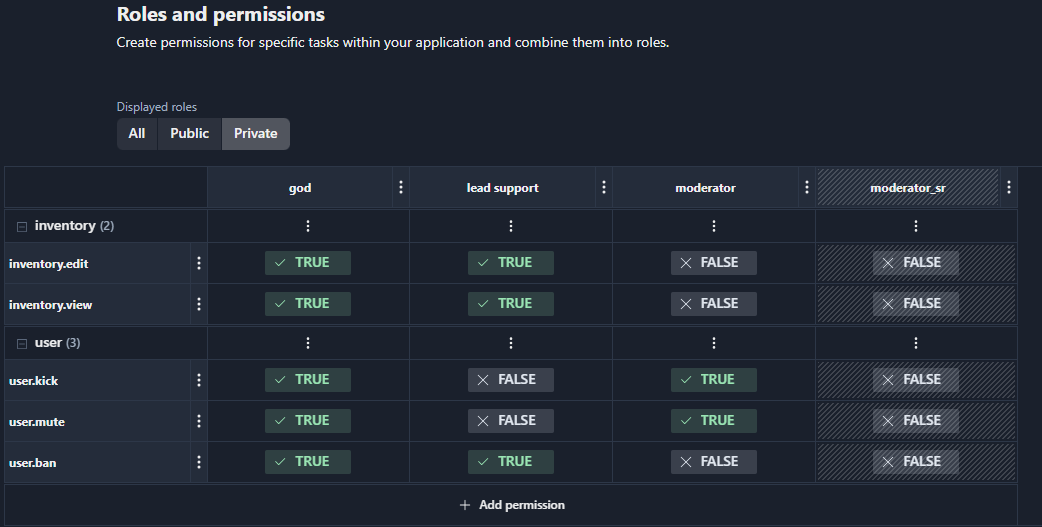 Roles and permissions
Create permissions for specific tasks within your application and combine them into roles.
Displayed roles
All Public Private
god lead support moderator moderator_sr
inventory (2)
inventory.edit TRUE TRUE FALSE FALSE
inventory.view TRUE TRUE FALSE FALSE
user (3)
user.kick TRUE FALSE TRUE FALSE
user.mute TRUE FALSE TRUE FALSE
user.ban TRUE TRUE FALSE FALSE
Add permission